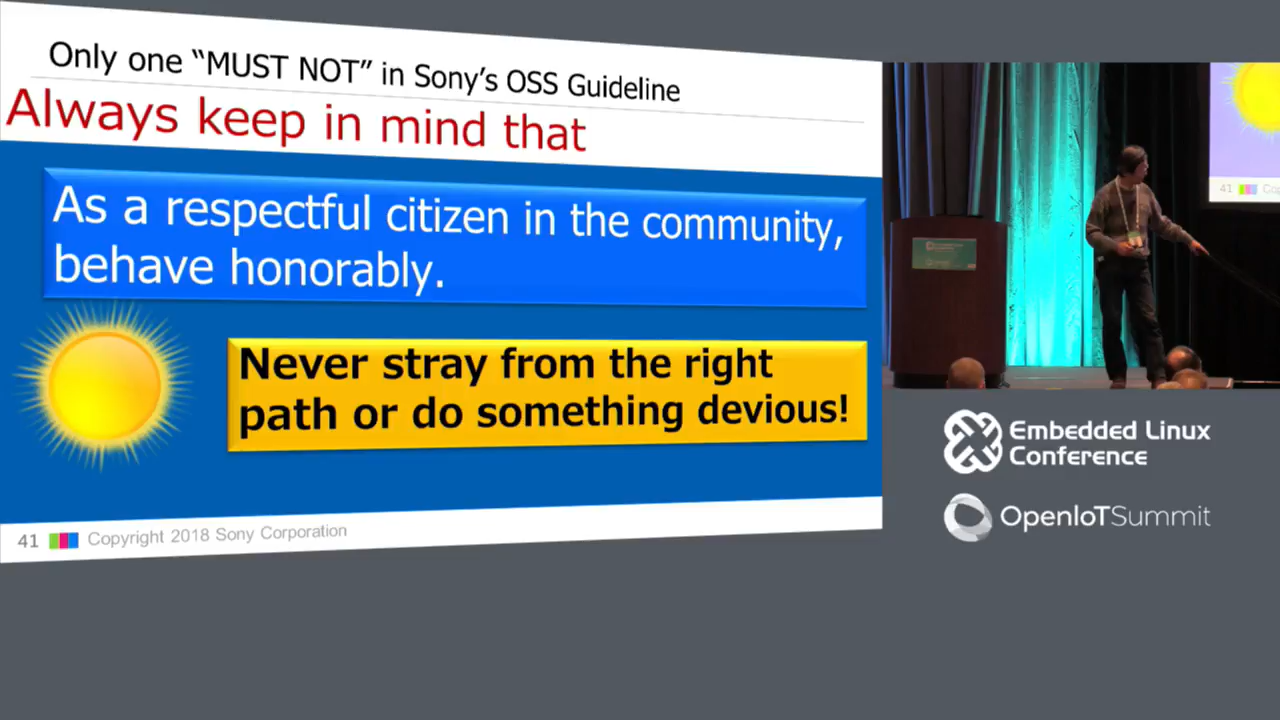 Only one “MUST NOT” in Sony's OSS Guideline
Always keep in mind that
As a respectful citizen in the community,
behave honorably.
Never stray from the right
path or do something devious!
41 Copyright 2018 Sony Corporation
41 Co
Embedded Linux
Conference
OpenIoTSummit